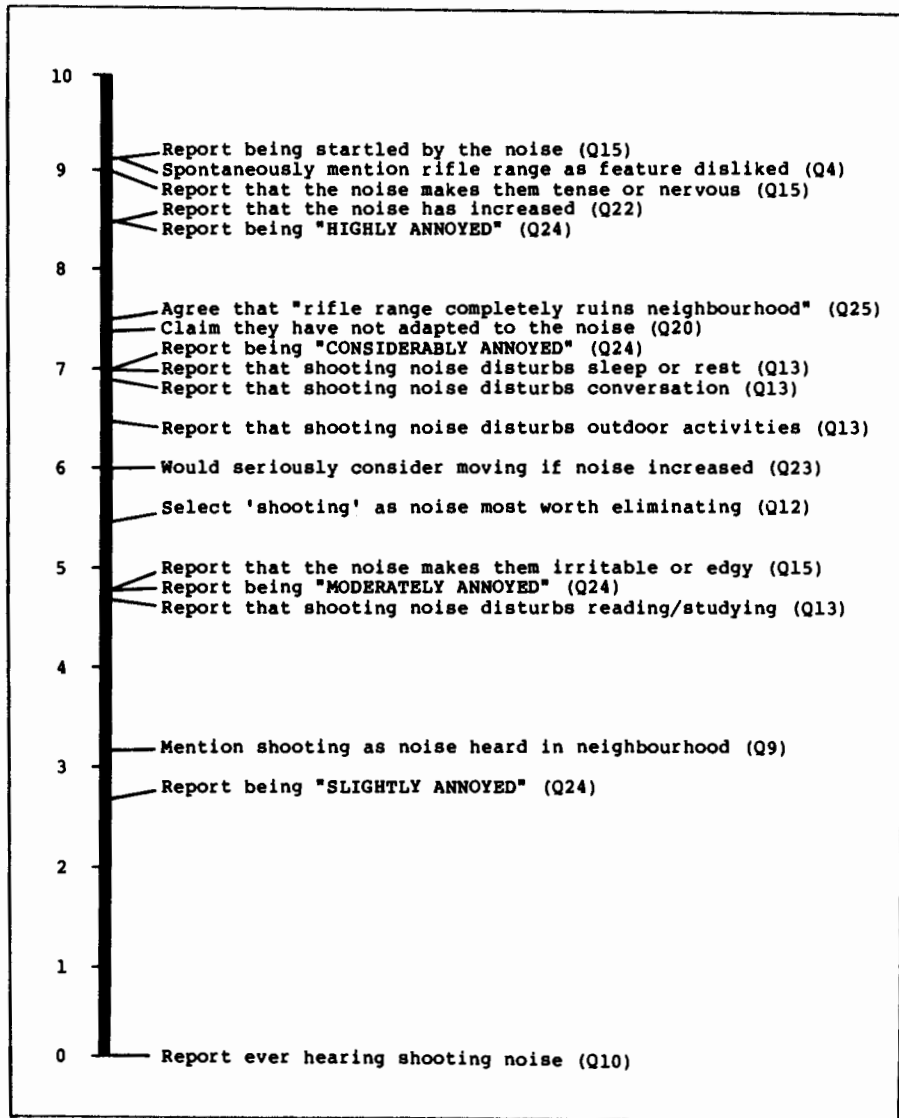 10
Report being startled by the noise (Q15)
9
Spontaneously mention rifle range as feature disliked (Q4)
Report that the noise makes them tense or nervous (Q15)
Report that the noise has increased (Q22)
Report being "HIGHLY ANNOYED" (Q24)
8
Agree that "rifle range completely ruins neighbourhood" (Q25)
Claim they have not adapted to the noise (Q20)
Report being "CONSIDERABLY ANNOYED" (Q24)
7
Report that shooting noise disturbs sleep or rest (Q13)
Report that shooting noise disturbs conversation (Q13)
Report that shooting noise disturbs outdoor activities (Q13)
6
Would seriously consider moving if noise increased (Q23)
Select 'shooting' as noise most worth eliminating (Q12)
5
Report that the noise makes them irritable or edgy (Q15)
Report being "MODERATELY ANNOYED" (Q24)
Report that shooting noise disturbs reading/studying (Q13)
4
Mention shooting as noise heard in neighbourhood (Q9)
3
Report being "SLIGHTLY ANNOYED" (Q24)
2
1
0
Report ever hearing shooting noise (Q10)